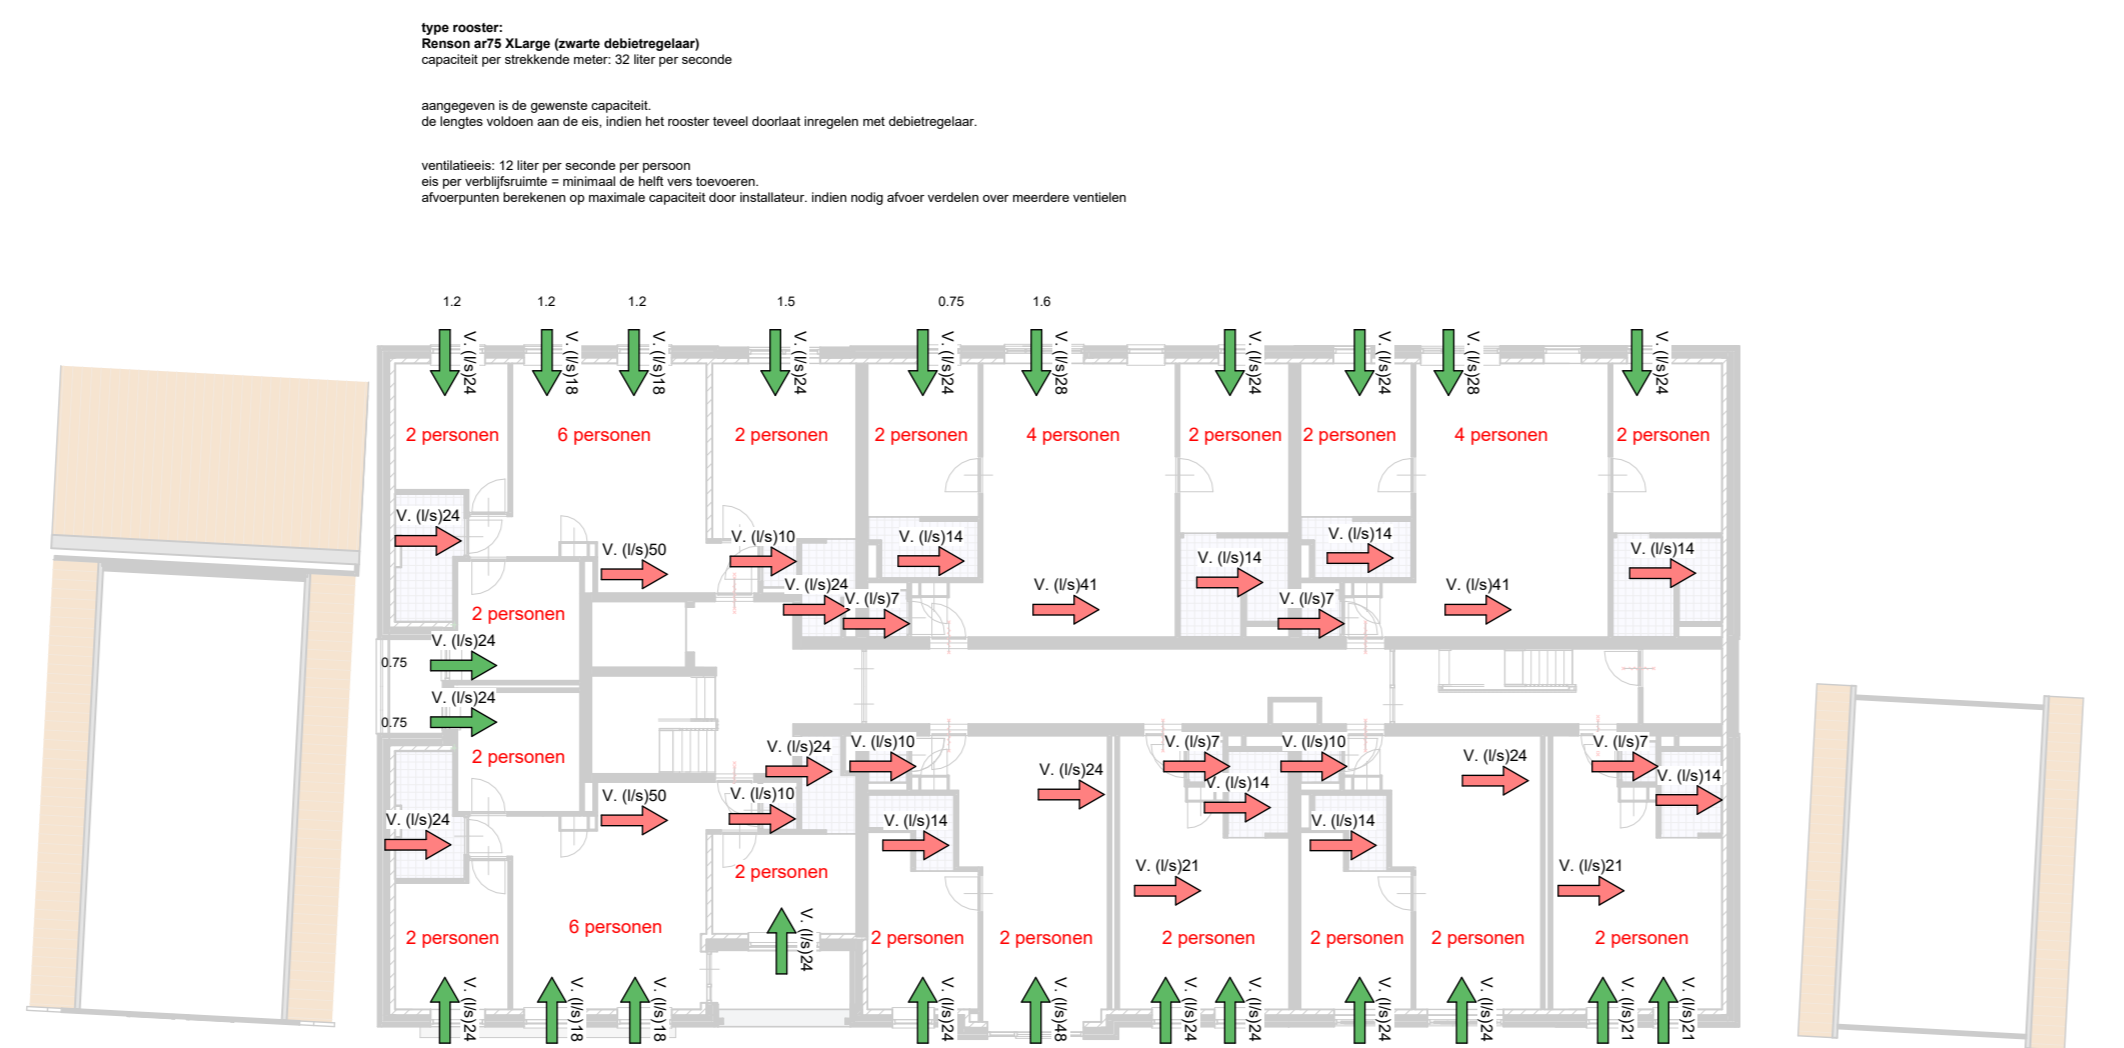 type rooster:
Renson ar75 XLarge (zwarte debietregelaar)
capaciteit per strekkende meter: 32 liter per seconde
aangegeven is de gewenste capaciteit.
de lengtes voldoen aan de eis, indien het rooster teveel doorlaat inregelen met debietregelaar.
ventilatieeis: 12 liter per seconde per persoon
eis per verblijfsruimte = minimaal de helft vers toevoeren.
afvoerpunten berekenen op maximale capaciteit door installateur. indien nodig afvoer verdelen over meerdere ventielen
1.2 1.2 1.2 1.5 0.75 1.6
V. (l/s)24 V. (l/s)18 V. (l/s)18 V. (l/s)24 V. (l/s)24 V. (l/s)28 V. (l/s)24 V. (l/s)24 V. (l/s)28 V. (l/s)24
2 personen 6 personen 2 personen 2 personen 4 personen 2 personen 2 personen 4 personen 2 personen
V. (l/s)24 V. (l/s)50 V. (l/s)10 V. (l/s)14 V. (l/s)14 V. (l/s)14 V. (l/s)14
V. (l/s)24 V. (l/s)7 V. (l/s)41 V. (l/s)7 V. (l/s)41
2 personen
V. (l/s)24
0.75
V. (l/s)24
0.75
2 personen
V. (l/s)24 V. (l/s)10 V. (l/s)24 V. (l/s)7 V. (l/s)10 V. (l/s)24 V. (l/s)7
V. (l/s)24 V. (l/s)50 V. (l/s)10 V. (l/s)14 V. (l/s)14 V. (l/s)14 V. (l/s)14
2 personen V. (l/s)21 V. (l/s)21
V. (l/s)24
2 personen 6 personen 2 personen 2 personen 2 personen 2 personen 2 personen 2 personen
V. (l/s)24 V. (l/s)18 V. (l/s)18 V. (l/s)24 V. (l/s)48 V. (l/s)24 V. (l/s)24 V. (l/s)24 V. (l/s)24 V. (l/s)21 V. (l/s)21